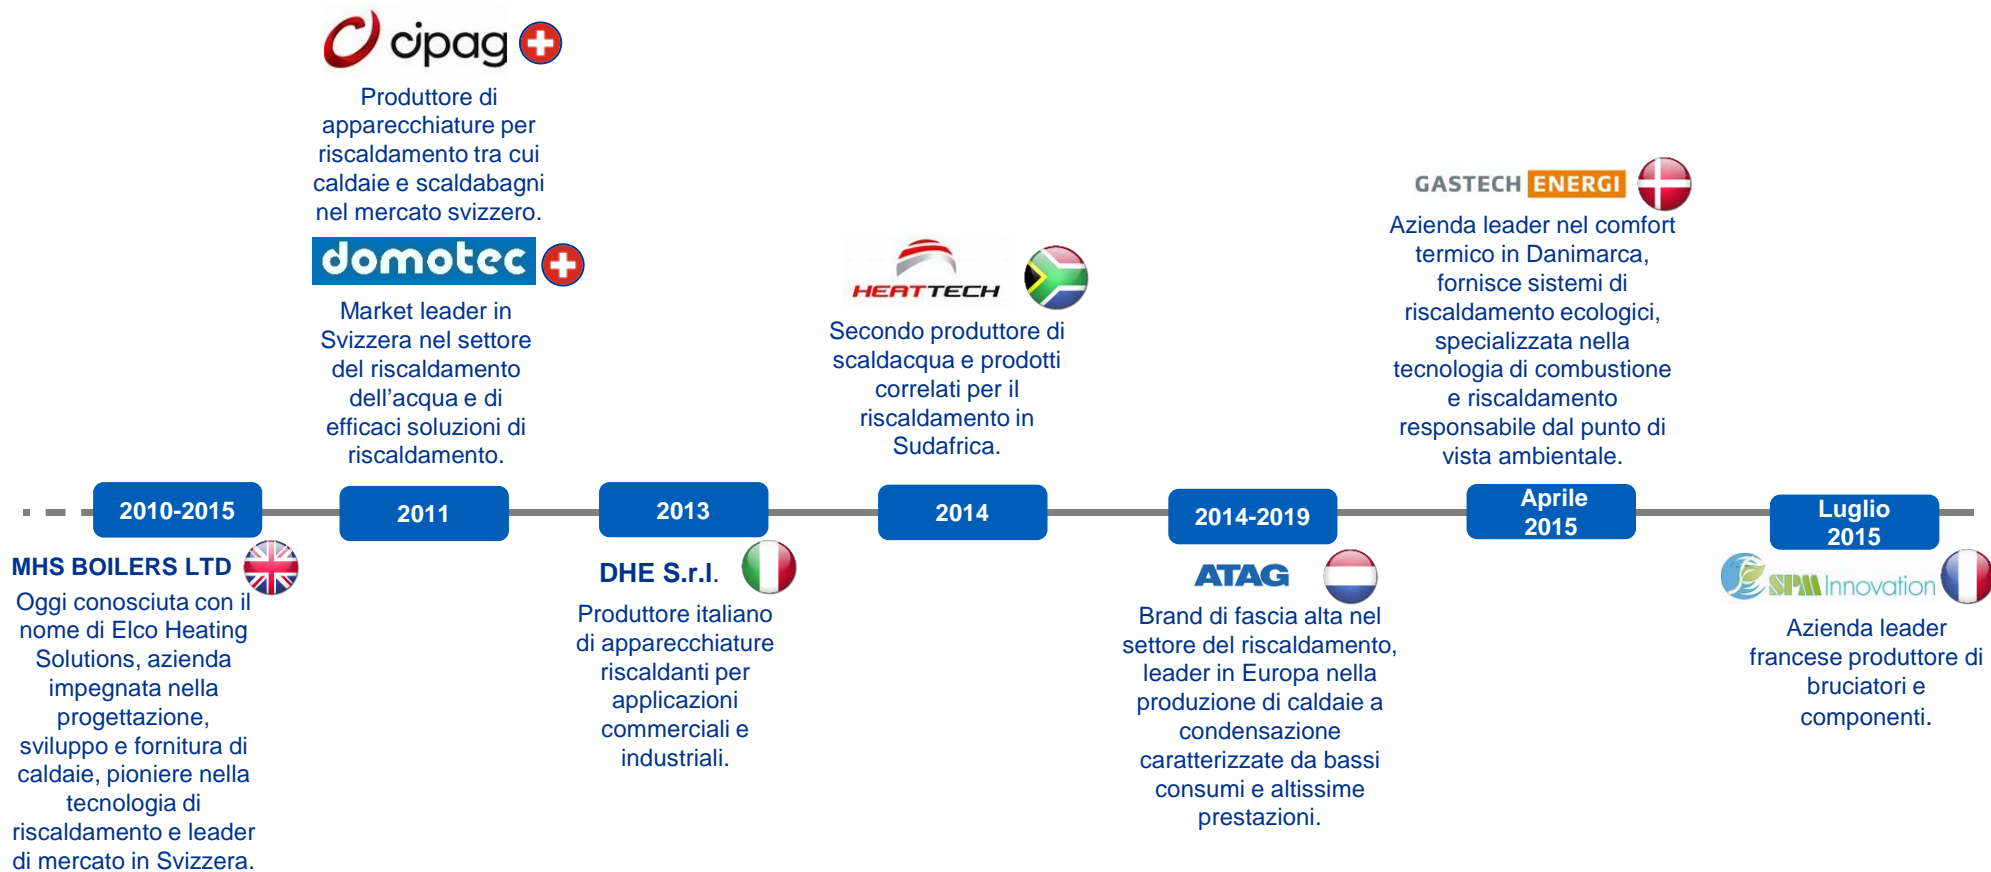 cipag
Produttore di
apparecchiature per
riscaldamento tra cui
caldaie e scaldabagni
nel mercato svizzero.
domotec
Market leader in
Svizzera nel settore
del riscaldamento
dell’acqua e di
efficaci soluzioni di
riscaldamento.
HEATTECH
Secondo produttore di
scaldacqua e prodotti
correlati per il
riscaldamento in
Sudafrica.
GASTECH ENERGI
Azienda leader nel comfort
termico in Danimarca,
fornisce sistemi di
riscaldamento ecologici,
specializzata nella
tecnologia di combustione
e riscaldamento
responsabile dal punto di
vista ambientale.
2010-2015
2011
2013
2014
2014-2019
Aprile
2015
Luglio
2015
MHS BOILERS LTD
Oggi conosciuta con il
nome di Elco Heating
Solutions, azienda
impegnata nella
progettazione,
sviluppo e fornitura di
caldaie, pioniere nella
tecnologia di
riscaldamento e leader
di mercato in Svizzera.
DHE S.r.l.
Produttore italiano
di apparecchiature
riscaldanti per
applicazioni
commerciali e
industriali.
ATAG
Brand di fascia alta nel
settore del riscaldamento,
leader in Europa nella
produzione di caldaie a
condensazione
caratterizzate da bassi
consumi e altissime
prestazioni.
SPM Innovation
Azienda leader
francese produttore di
bruciatori e
componenti.